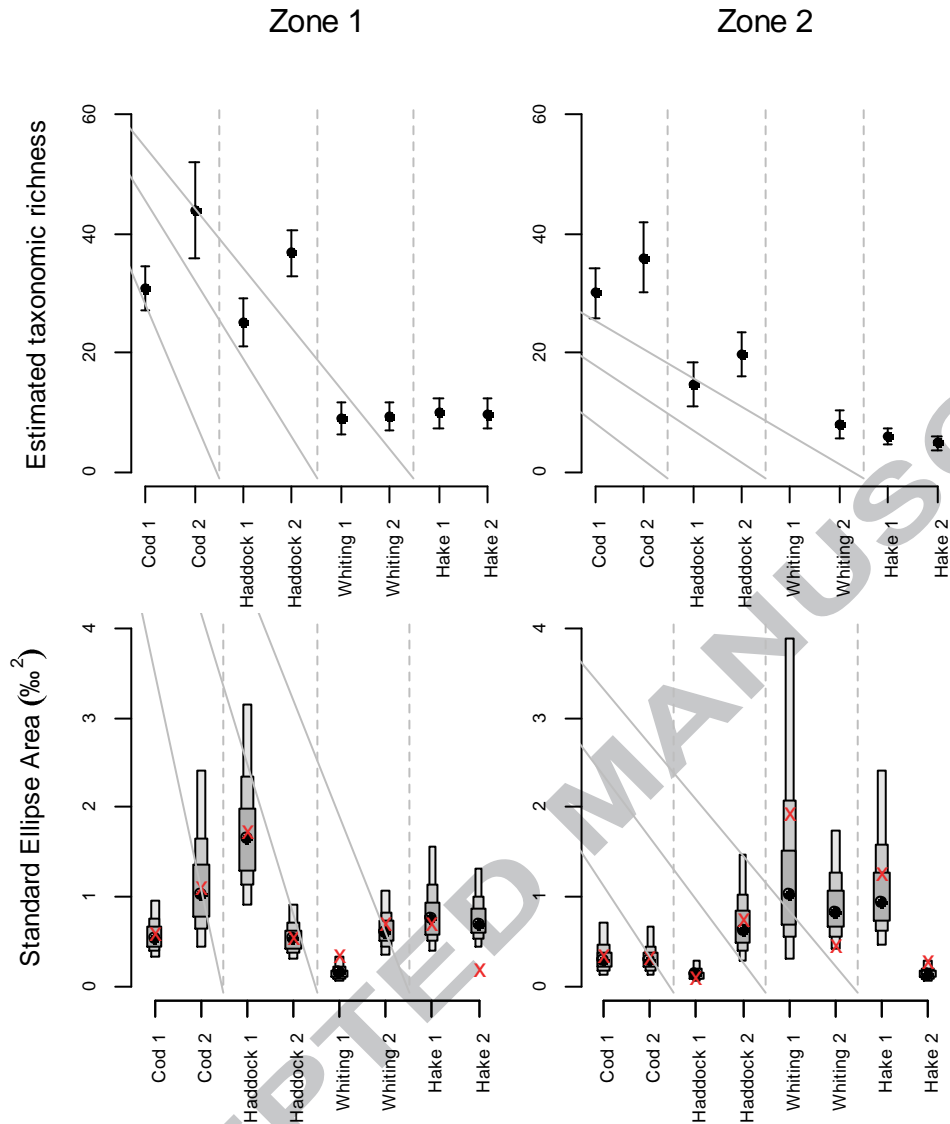 Zone 1
Zone 2
Estimated taxonomic richness
60
40
20
0
Cod 1
Cod 2
Haddock 1
Haddock 2
Whiting 1
Whiting 2
Hake 1
Hake 2
60
40
20
0
Cod 1
Cod 2
Haddock 1
Haddock 2
Whiting 1
Whiting 2
Hake 1
Hake 2
Standard Ellipse Area (‰²)
4
3
2
1
0
Cod 1
Cod 2
Haddock 1
Haddock 2
Whiting 1
Whiting 2
Hake 1
Hake 2
4
3
2
1
0
Cod 1
Cod 2
Haddock 1
Haddock 2
Whiting 1
Whiting 2
Hake 1
Hake 2
PTED MANUSC